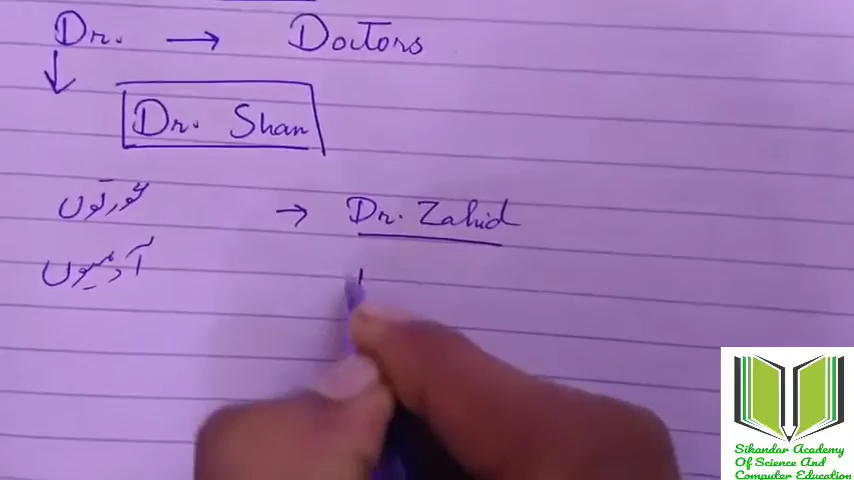 Dr. → Doctors
↓
Dr. Shan
عورتوں → Dr. Zahid
آدمیوں
Sikandar Academy
Of Science And
Computer Education